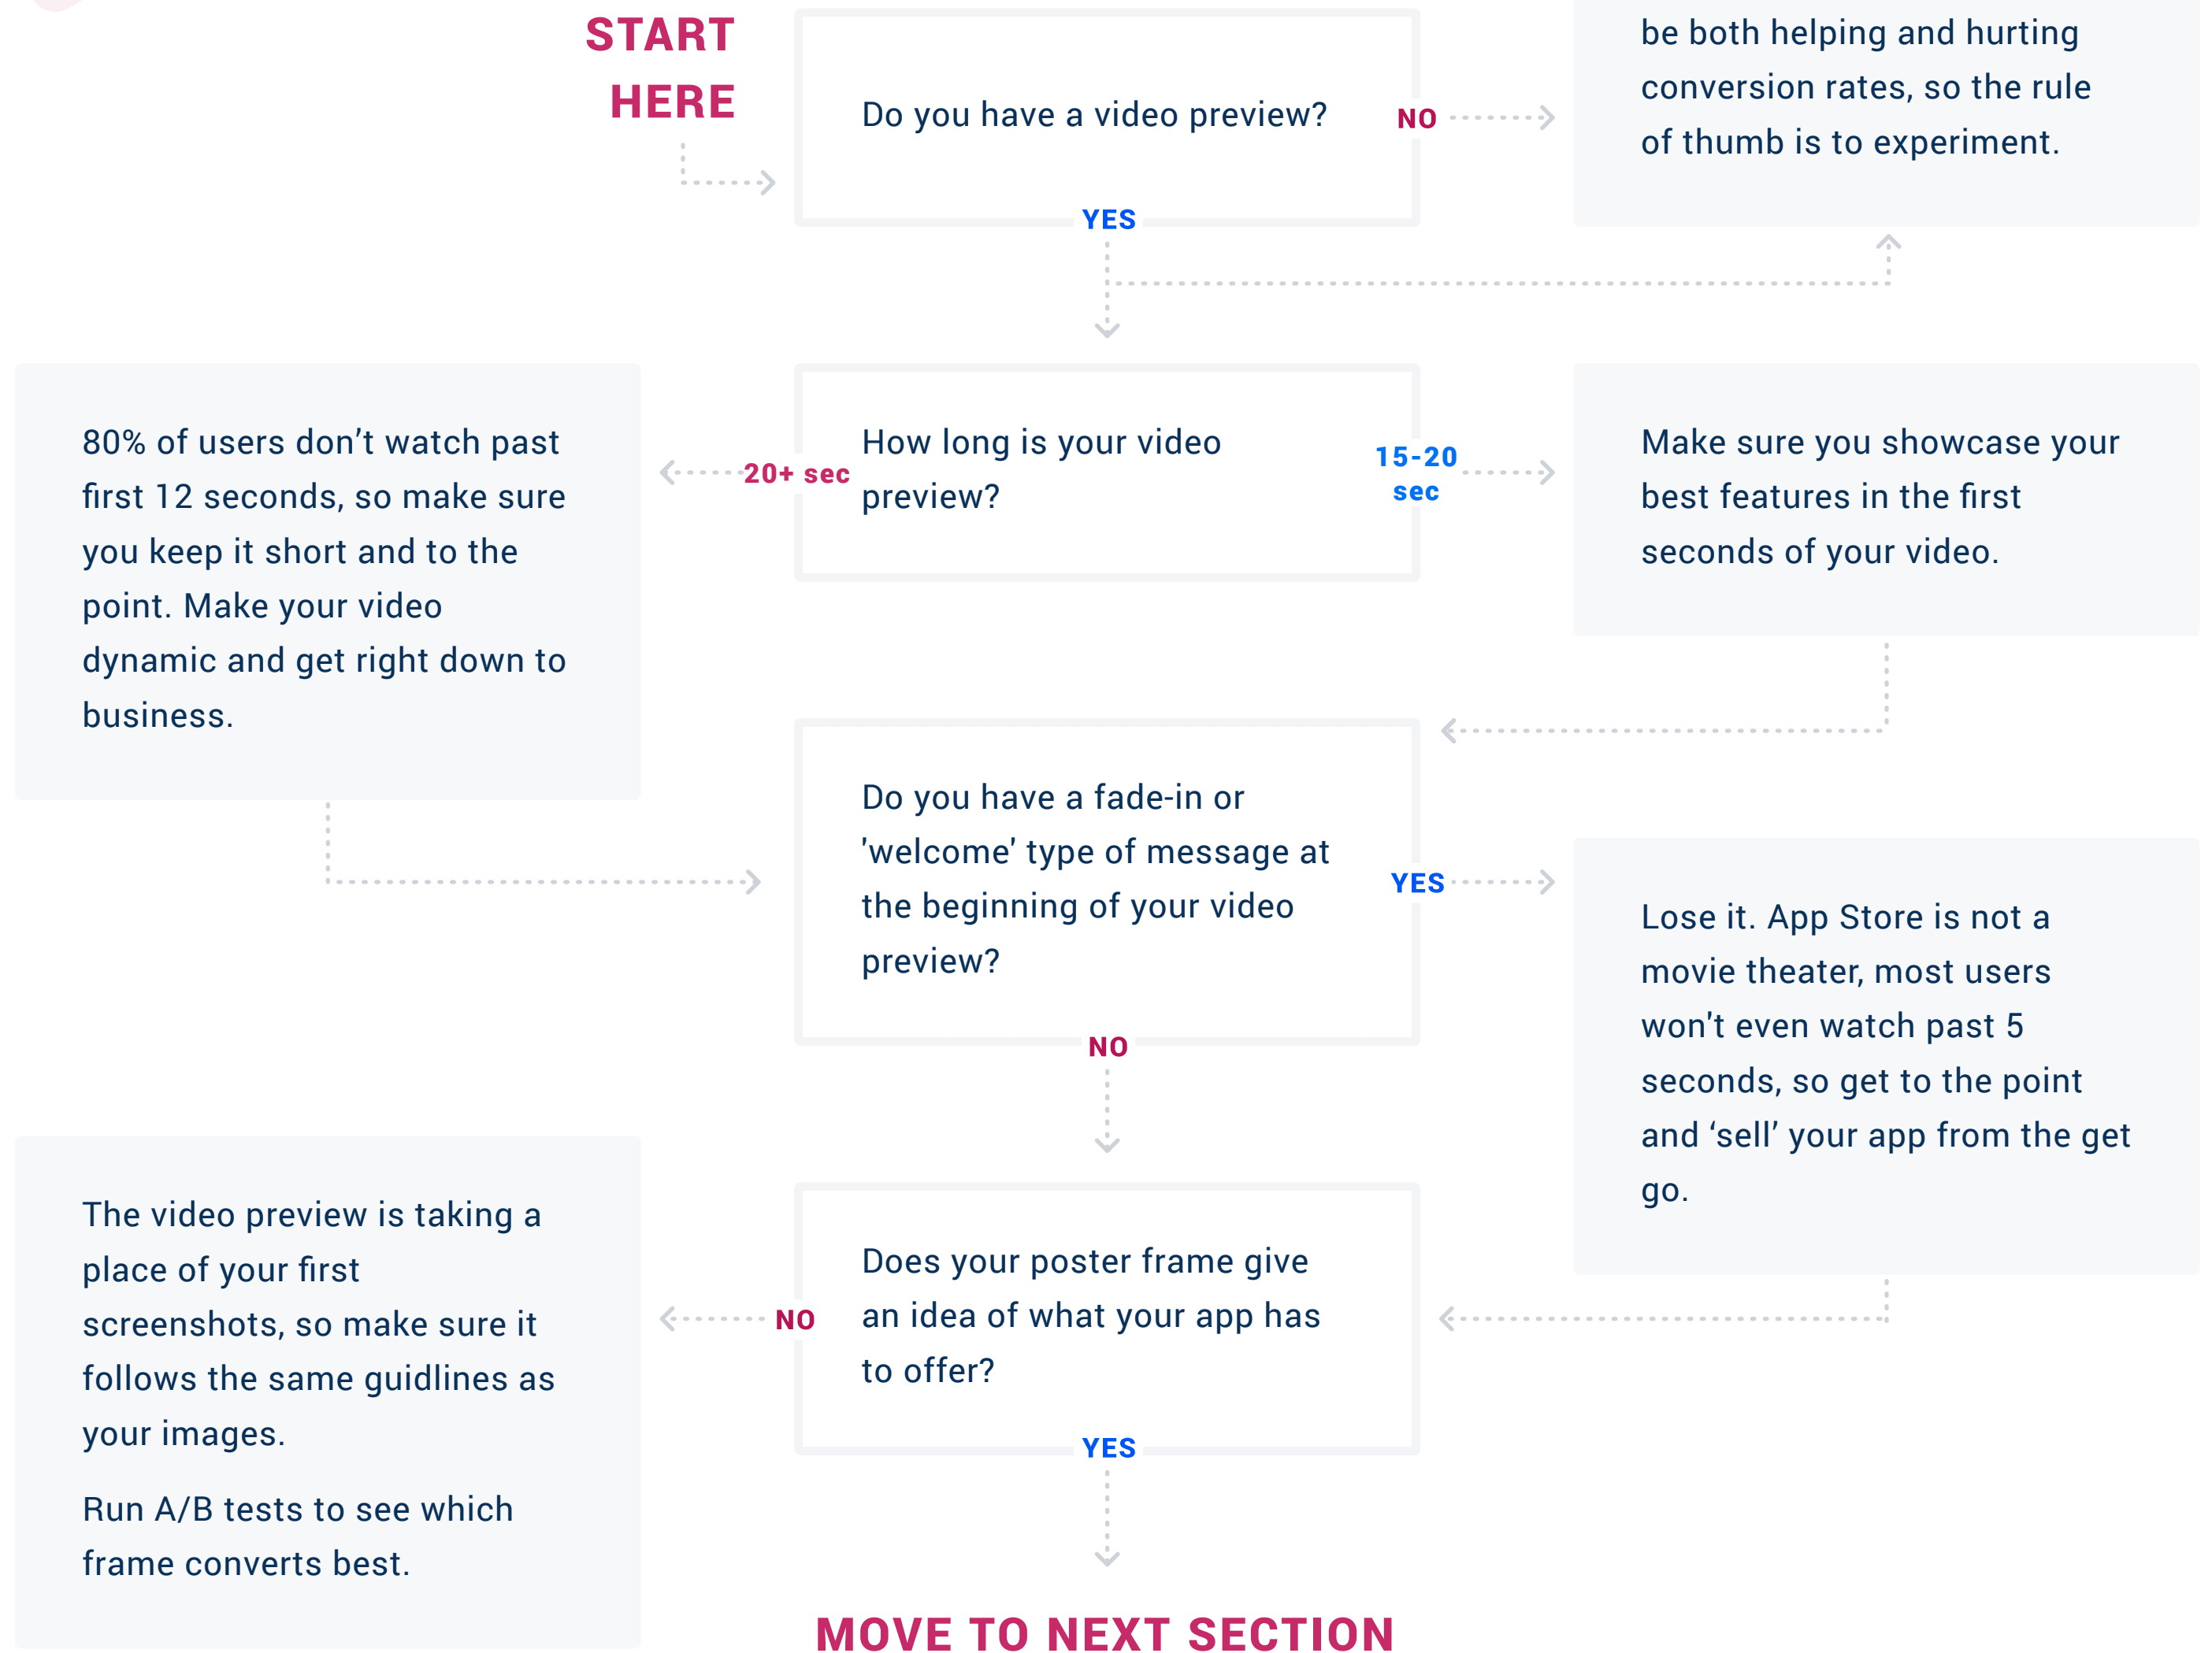 START
HERE
Do you have a video preview?
NO
be both helping and hurting
conversion rates, so the rule
of thumb is to experiment.
YES
80% of users don’t watch past
first 12 seconds, so make sure
you keep it short and to the
point. Make your video
dynamic and get right down to
business.
20+ sec
How long is your video
preview?
15-20
sec
Make sure you showcase your
best features in the first
seconds of your video.
Do you have a fade-in or
'welcome' type of message at
the beginning of your video
preview?
YES
NO
Lose it. App Store is not a
movie theater, most users
won't even watch past 5
seconds, so get to the point
and ‘sell’ your app from the get
go.
The video preview is taking a
place of your first
screenshots, so make sure it
follows the same guidlines as
your images.
Run A/B tests to see which
frame converts best.
NO
Does your poster frame give
an idea of what your app has
to offer?
YES
MOVE TO NEXT SECTION